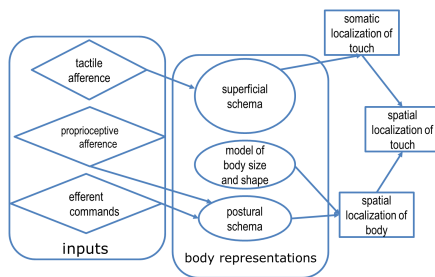 tactile
afference
proprioceptive
afference
efferent
commands
inputs
superficial
schema
model of
body size
and shape
postural
schema
body representations
somatic
localization of
touch
spatial
localization of
touch
spatial
localization of
body